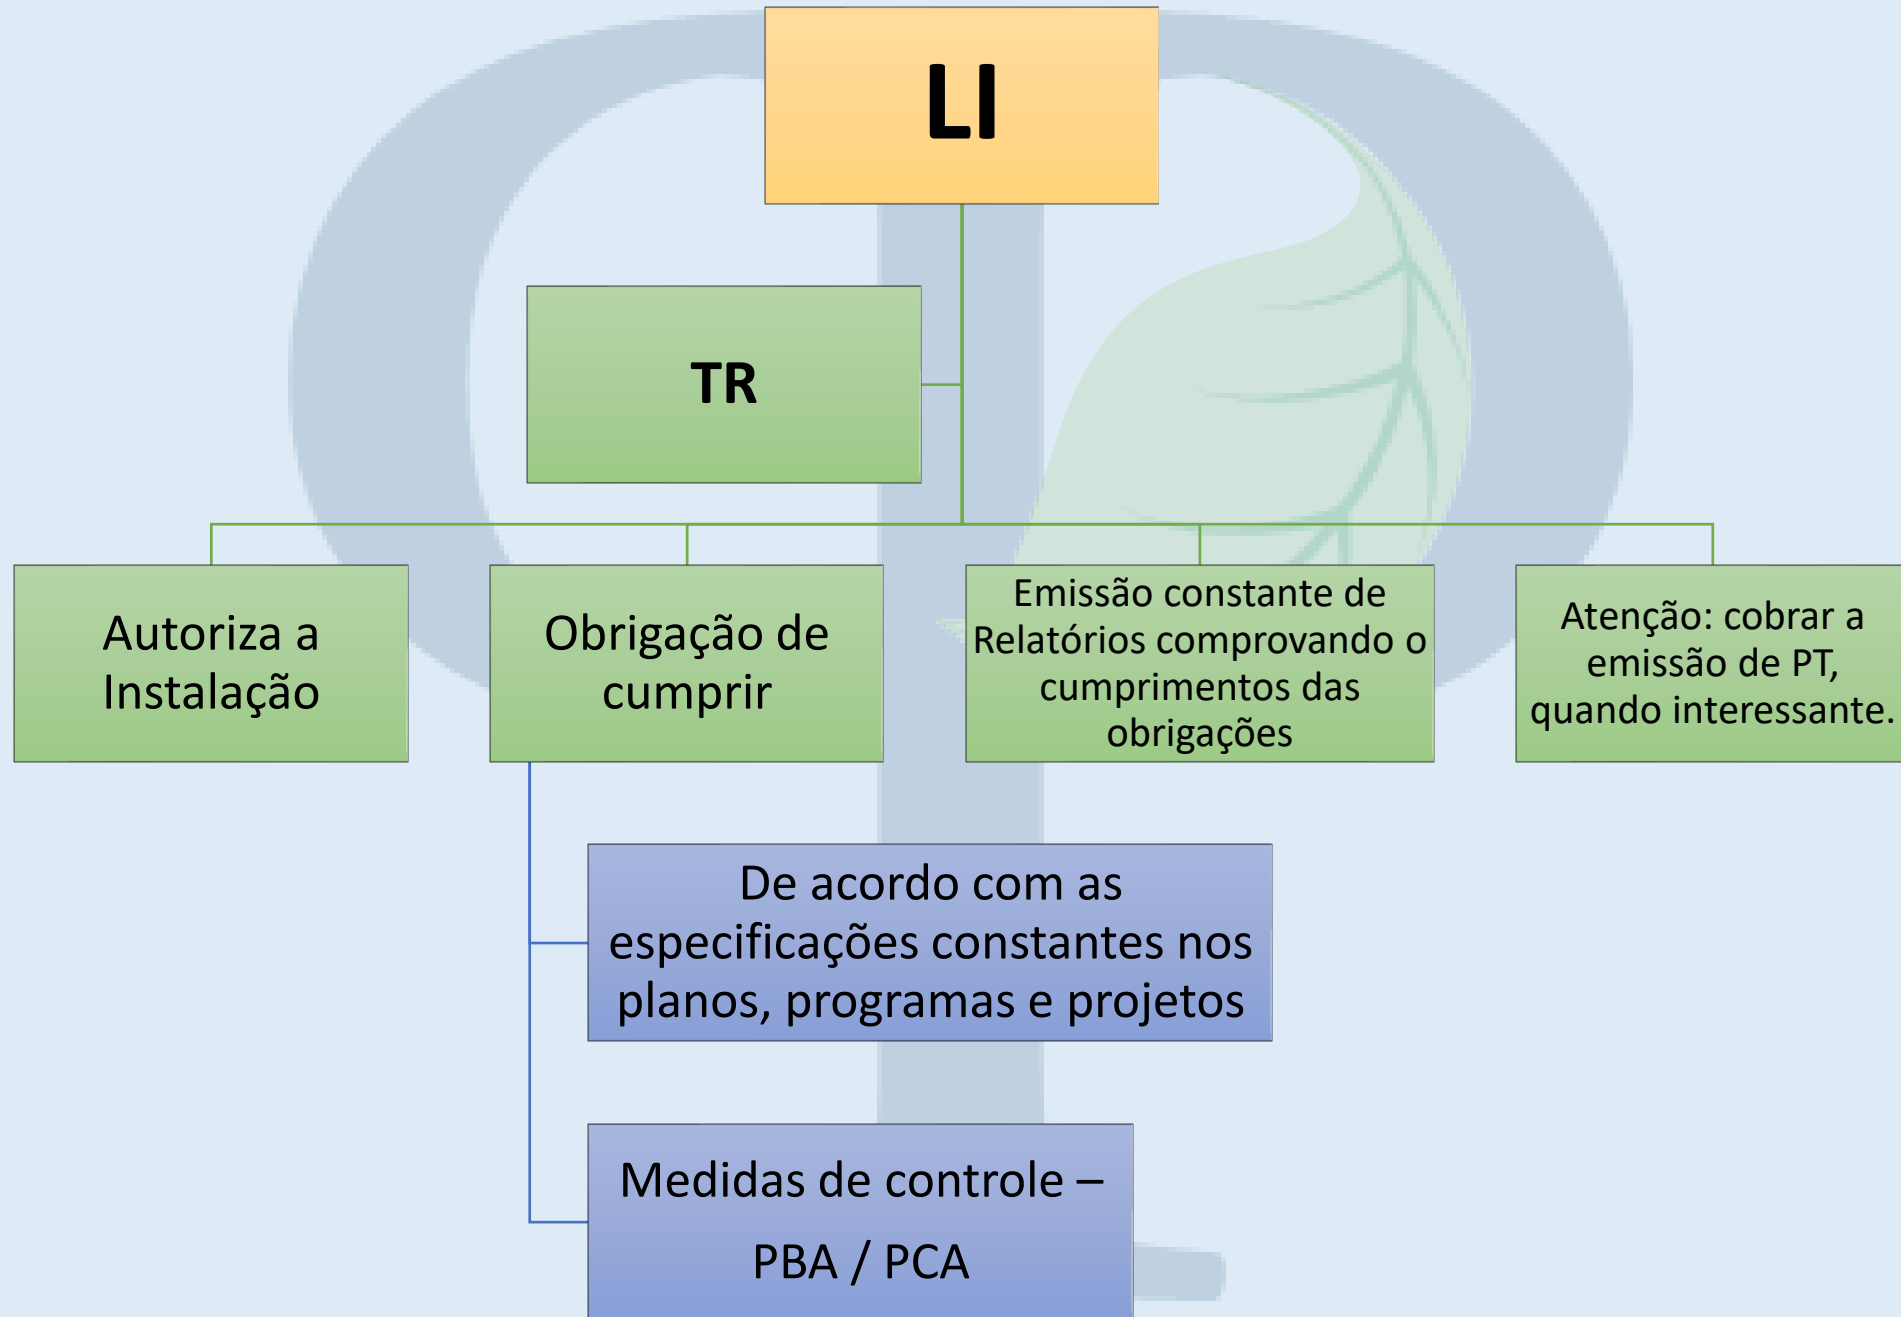 LI
TR
Autoriza a
Instalação
Obrigação de
cumprir
Emissão constante de
Relatórios comprovando o
cumprimentos das
obrigações
Atenção: cobrar a
emissão de PT,
quando interessante.
De acordo com as
especificações constantes nos
planos, programas e projetos
Medidas de controle –
PBA / PCA